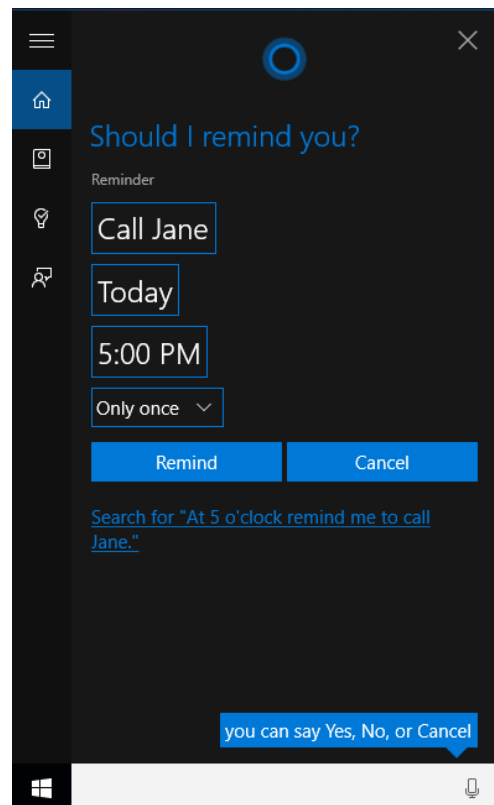 Should I remind you?
Reminder
Call Jane
Today
5:00 PM
Only once
Remind
Cancel
Search for "At 5 o'clock remind me to call
Jane."
you can say Yes, No, or Cancel